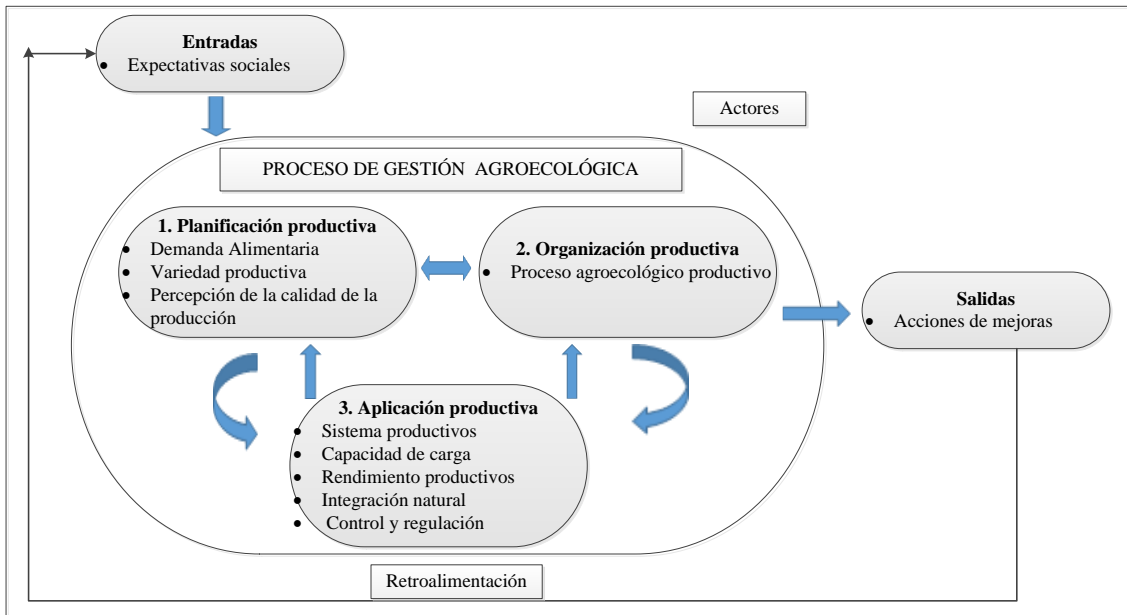 Entradas
• Expectativas sociales
Actores
PROCESO DE GESTIÓN AGROECOLÓGICA
1. Planificación productiva
• Demanda Alimentaria
• Variedad productiva
• Percepción de la calidad de la
producción
2. Organización productiva
• Proceso agroecológico productivo
Salidas
• Acciones de mejoras
3. Aplicación productiva
• Sistema productivos
• Capacidad de carga
• Rendimiento productivos
• Integración natural
• Control y regulación
Retroalimentación